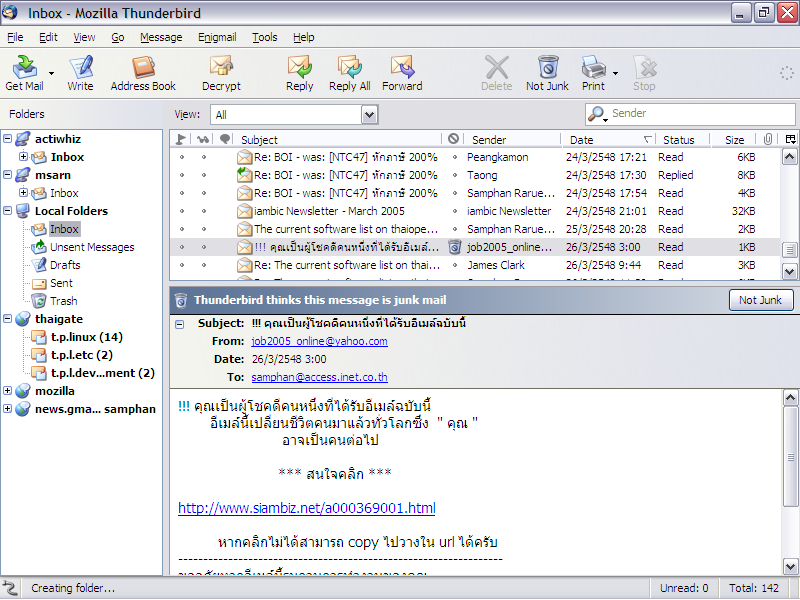 Inbox - Mozilla Thunderbird
File Edit View Go Message Enigmail Tools Help
Get Mail Write Address Book Decrypt Reply Reply All Forward Delete Not Junk Print Stop
Folders
View: All Sender
actiwhiz
Inbox
msarn
Inbox
Local Folders
Inbox
Unsent Messages
Drafts
Sent
Trash
thaigate
t.p.linux (14)
t.p.l.etc (2)
t.p.l.dev...ment (2)
mozilla
news.gma... samphan
Subject Sender Date Status Size
Re: BOI - was: [NTC47] หักภาษี 200% Peangkamon 24/3/2548 17:21 Read 6KB
Re: BOI - was: [NTC47] หักภาษี 200% Taong 24/3/2548 17:30 Replied 8KB
Re: BOI - was: [NTC47] หักภาษี 200% Samphan Rarue... 24/3/2548 17:54 Read 4KB
iambic Newsletter - March 2005 iambic Newsletter 24/3/2548 21:01 Read 32KB
The current software list on thaiope... Samphan Rarue... 25/3/2548 20:28 Read 2KB
!!! คุณเป็นผู้โชคดีคนหนึ่งที่ได้รับอีเมล์... job2005_online... 26/3/2548 3:00 Read 1KB
Re: The current software list on thai... James Clark 26/3/2548 9:44 Read 3KB
Thunderbird thinks this message is junk mail Not Junk
Subject: !!! คุณเป็นผู้โชคดีคนหนึ่งที่ได้รับอีเมล์ฉบับนี้
From: job2005_online@yahoo.com
Date: 26/3/2548 3:00
To: samphan@access.inet.co.th
!!! คุณเป็นผู้โชคดีคนหนึ่งที่ได้รับอีเมล์ฉบับนี้
อีเมล์นี้เปลี่ยนชีวิตคนมาแล้วทั่วโลกซึ่ง " คุณ "
อาจเป็นคนต่อไป
*** สนใจคลิก ***
http://www.siambiz.net/a000369001.html
หากคลิกไม่ได้สามารถ copy ไปวางใน url ได้ครับ
Creating folder... Unread: 0 Total: 142